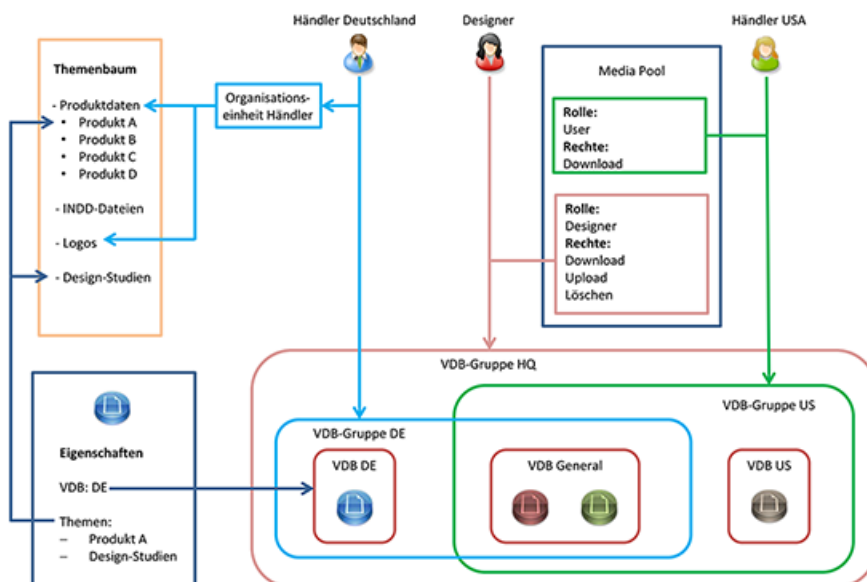 Händler Deutschland
Designer
Händler USA
Themenbaum
- Produktdaten
• Produkt A
• Produkt B
• Produkt C
• Produkt D
- INDD-Dateien
- Logos
- Design-Studien
Organisations-
einheit Händler
Media Pool
Rolle:
User
Rechte:
Download
Rolle:
Designer
Rechte:
Download
Upload
Löschen
VDB-Gruppe HQ
VDB-Gruppe US
VDB-Gruppe DE
VDB DE
VDB General
VDB US
Eigenschaften
VDB: DE
Themen:
– Produkt A
– Design-Studien